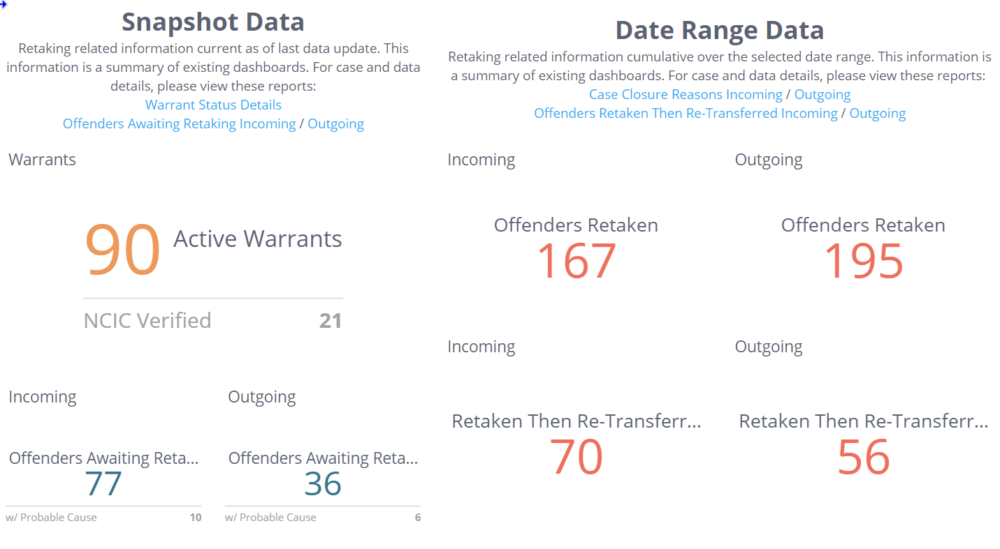 Snapshot Data
Retaking related information current as of last data update. This
information is a summary of existing dashboards. For case and data
details, please view these reports:
Warrant Status Details
Offenders Awaiting Retaking Incoming / Outgoing
Warrants
90 Active Warrants
NCIC Verified 21
Incoming
Offenders Awaiting Reta...
77
w/ Probable Cause 10
Outgoing
Offenders Awaiting Reta...
36
w/ Probable Cause 6
Date Range Data
Retaking related information cumulative over the selected date range. This information is
a summary of existing dashboards. For case and data details, please view these reports:
Case Closure Reasons Incoming / Outgoing
Offenders Retaken Then Re-Transferred Incoming / Outgoing
Incoming
Offenders Retaken
167
Outgoing
Offenders Retaken
195
Incoming
Retaken Then Re-Transferr...
70
Outgoing
Retaken Then Re-Transferr...
56